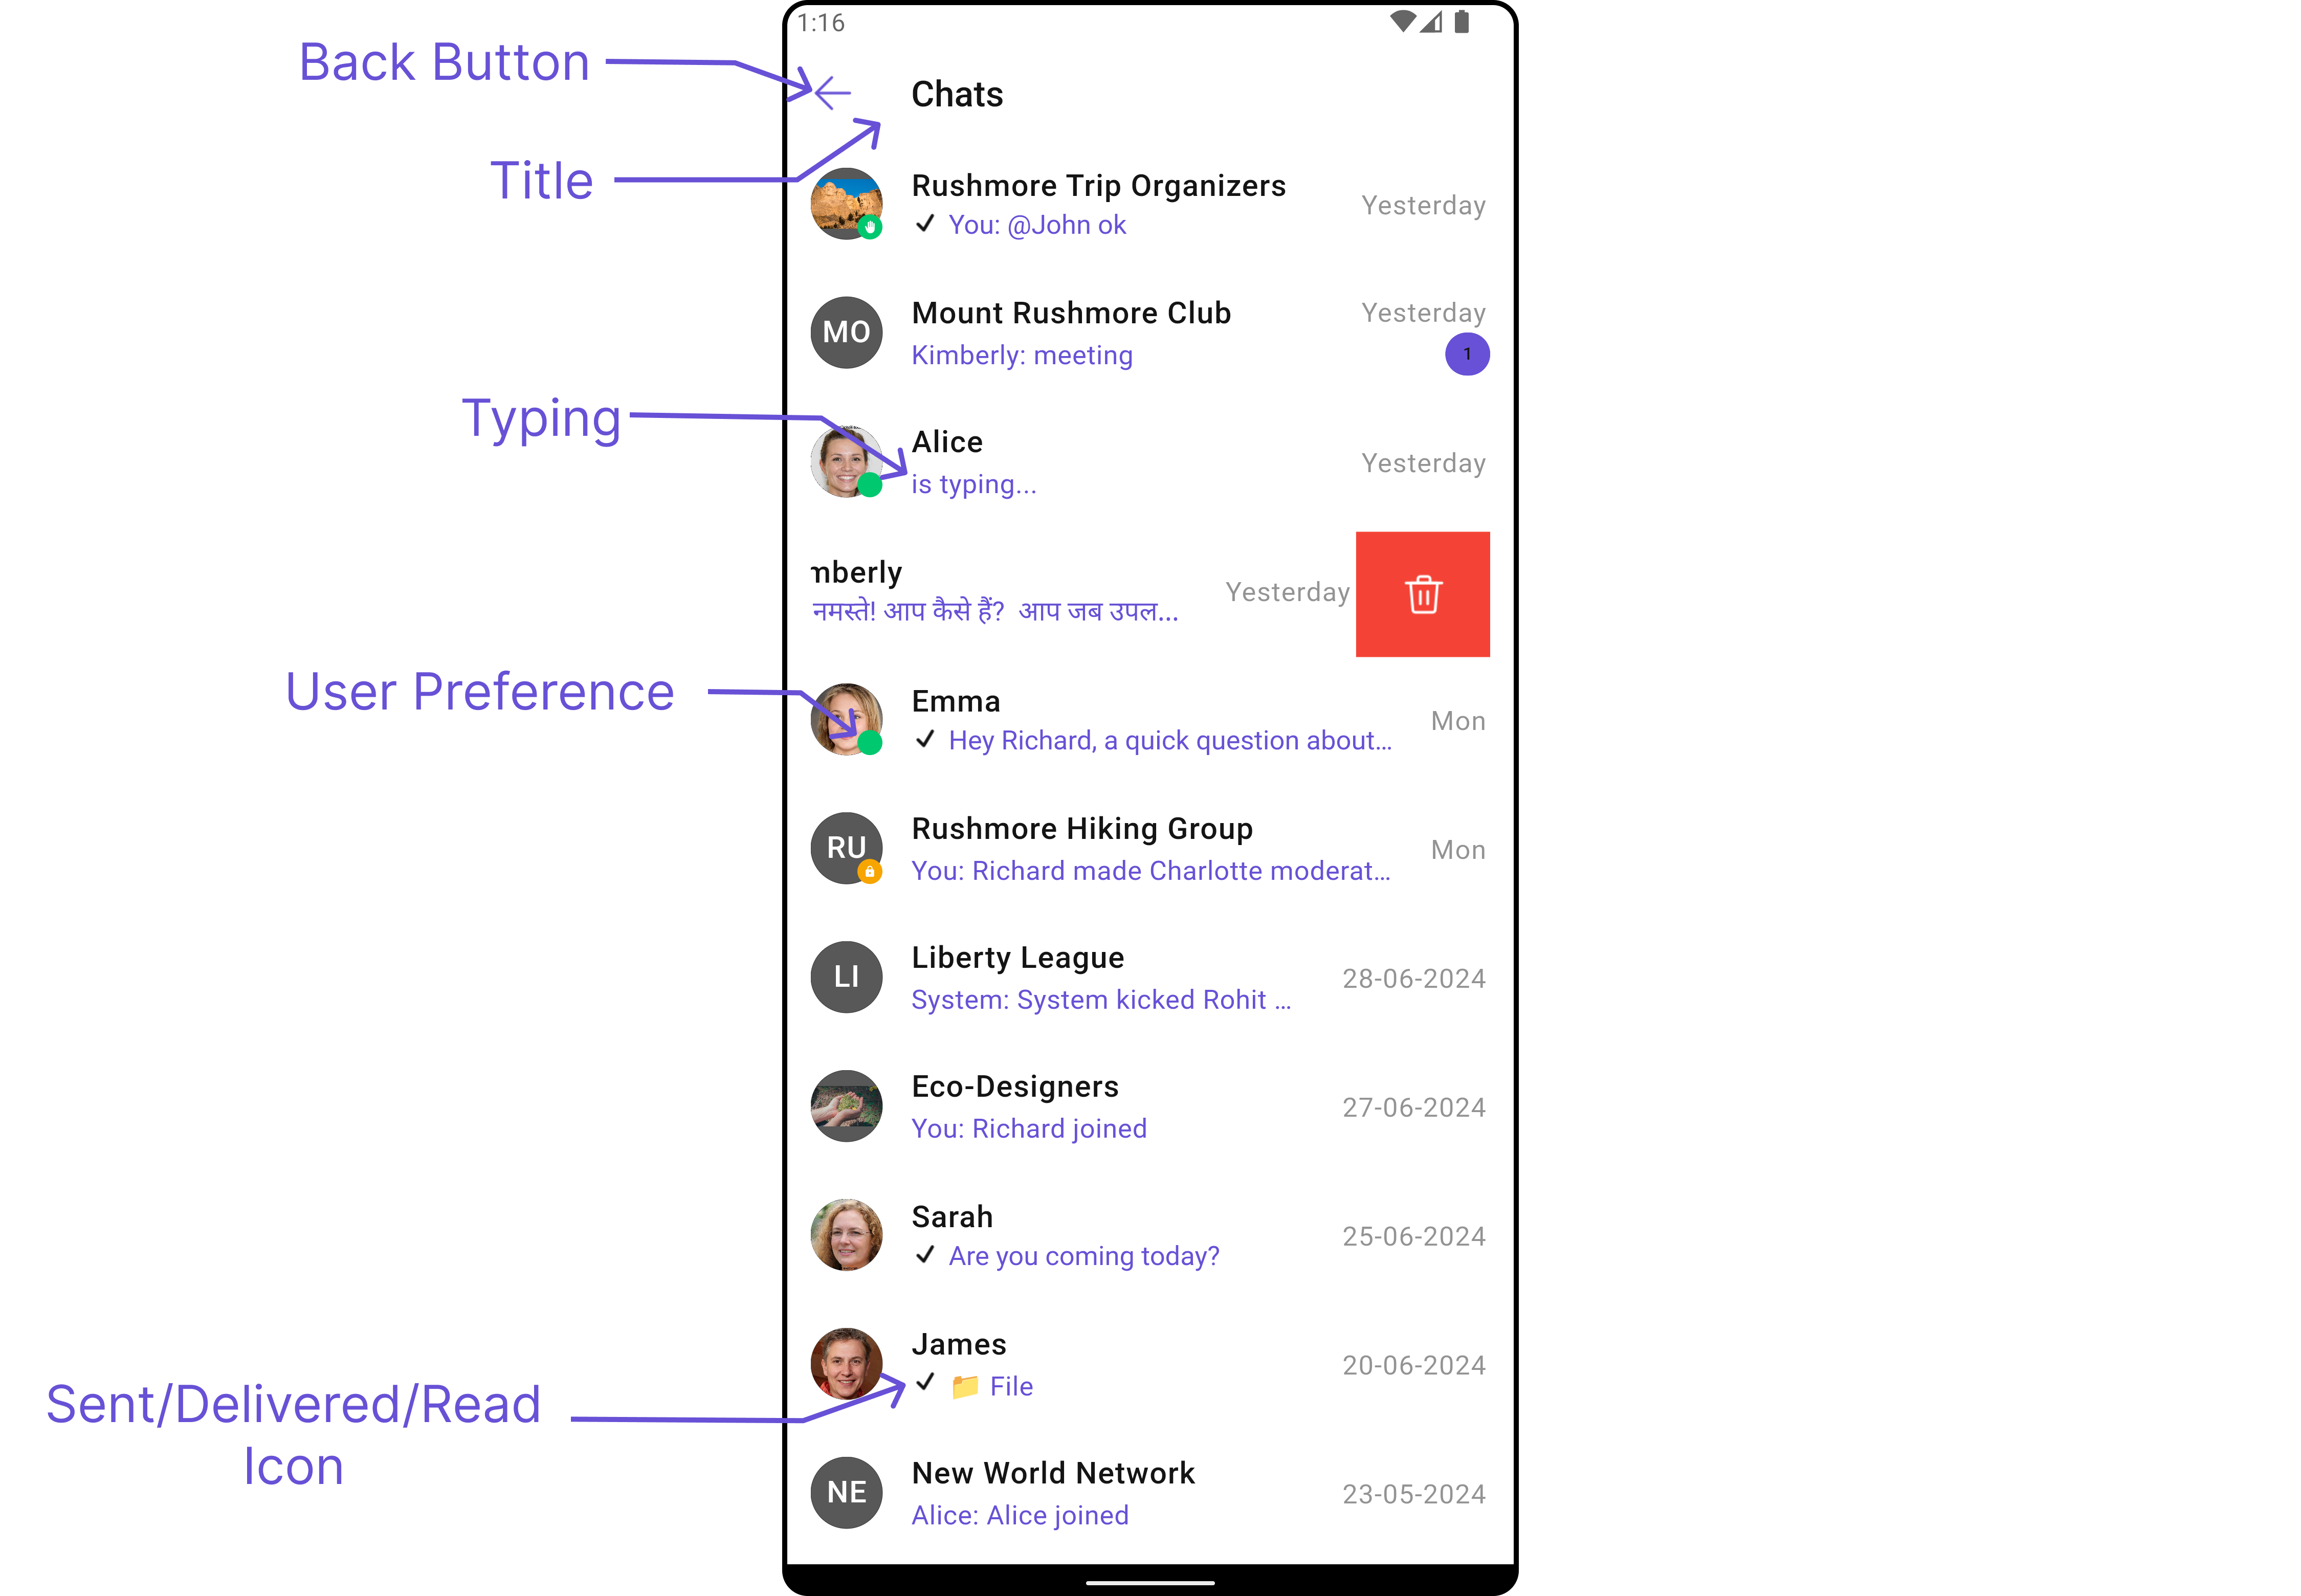 1:16
Back Button
Chats
Title
Rushmore Trip Organizers
Yesterday
You: @John ok
Mount Rushmore Club
Yesterday
MO
Kimberly: meeting
1
Typing
Alice
Yesterday
is typing...
mberly
Yesterday
नमस्ते! आप कैसे हैं? आप जब उपल...
User Preference
Emma
Mon
Hey Richard, a quick question about...
Rushmore Hiking Group
Mon
RU
You: Richard made Charlotte moderat...
Liberty League
28-06-2024
LI
System: System kicked Rohit ...
Eco-Designers
27-06-2024
You: Richard joined
Sarah
25-06-2024
Are you coming today?
James
20-06-2024
File
Sent/Delivered/Read
Icon
New World Network
23-05-2024
NE
Alice: Alice joined